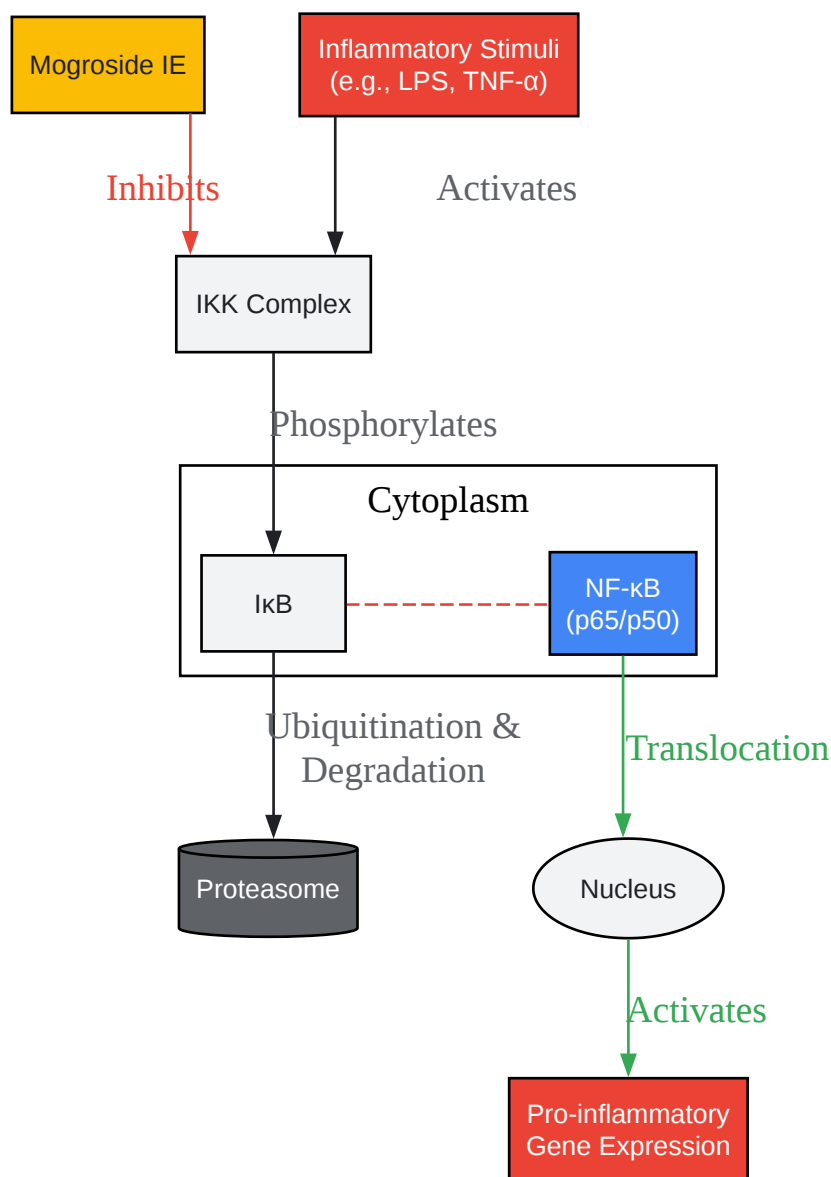 Mogroside IE
Inflammatory Stimuli
(e.g., LPS, TNF-α)
Inhibits
Activates
IKK Complex
Phosphorylates
Cytoplasm
IκB
NF-κB
(p65/p50)
Ubiquitination &
Degradation
Translocation
Proteasome
Nucleus
Activates
Pro-inflammatory
Gene Expression